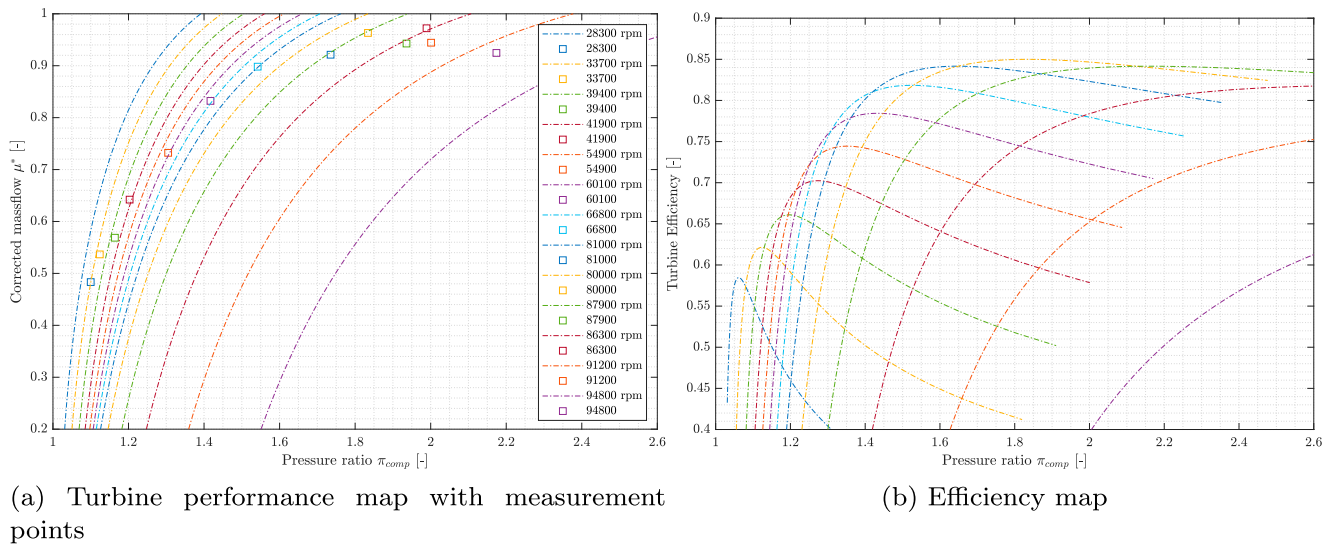 1
0.9
0.8
0.7
0.6
0.5
0.4
0.3
0.2
Corrected massflow μ* [-]
1
1.2
1.4
1.6
1.8
2
2.2
2.4
2.6
Pressure ratio π_comp [-]
28300 rpm
28300
33700 rpm
33700
39400 rpm
39400
41900 rpm
41900
54900 rpm
54900
60100 rpm
60100
66800 rpm
66800
81000 rpm
81000
80000 rpm
80000
87900 rpm
87900
86300 rpm
86300
91200 rpm
91200
94800 rpm
94800
(a) Turbine performance map with measurement
points
0.9
0.85
0.8
0.75
0.7
0.65
0.6
0.55
0.5
0.45
0.4
Turbine Efficiency [-]
1
1.2
1.4
1.6
1.8
2
2.2
2.4
2.6
Pressure ratio π_comp [-]
(b) Efficiency map